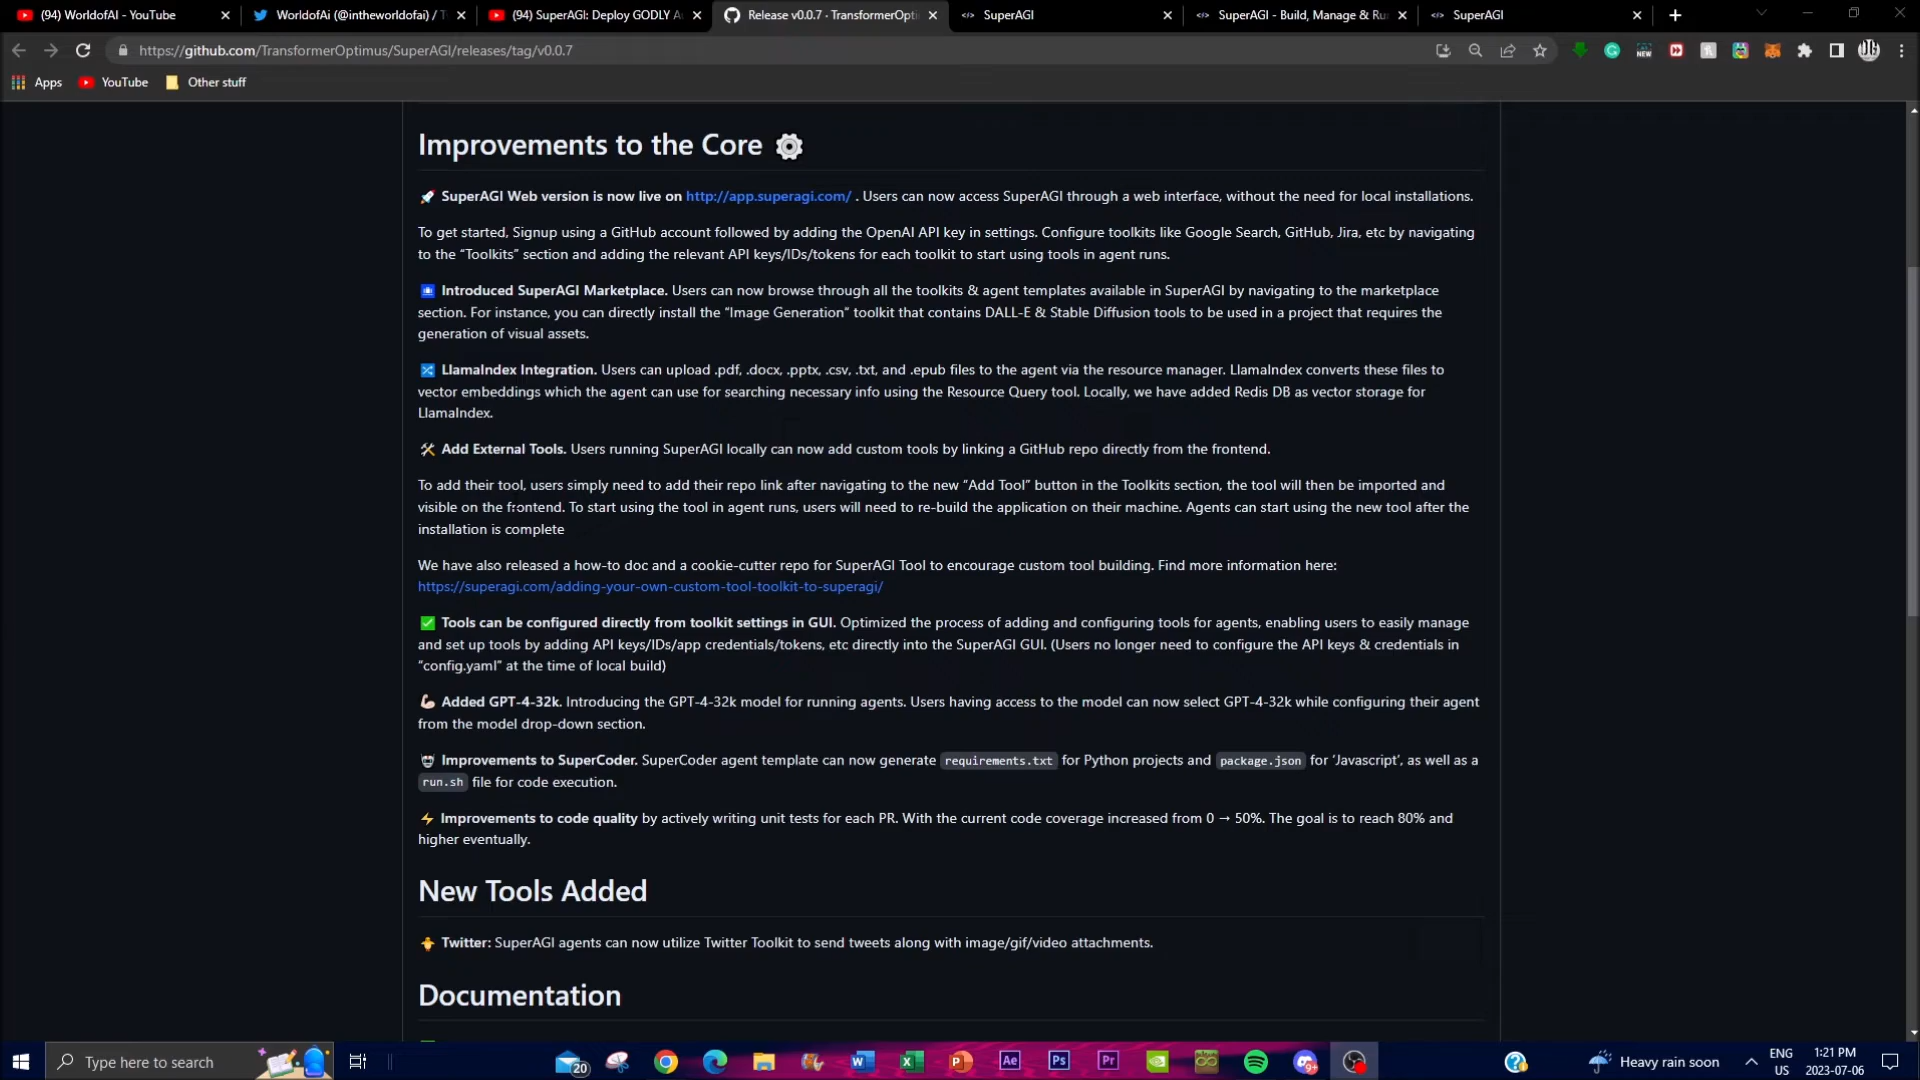 (94) WorldofAI - YouTube
WorldofAi (@intheworldofai) / T
(94) SuperAGI: Deploy GODLY A
Release v0.0.7 · TransformerOpti
SuperAGI
SuperAGI - Build, Manage & Ru
SuperAGI
https://github.com/TransformerOptimus/SuperAGI/releases/tag/v0.0.7
NEW
Apps
YouTube
Other stuff
Improvements to the Core
SuperAGI Web version is now live on http://app.superagi.com/ . Users can now access SuperAGI through a web interface, without the need for local installations.
To get started, Signup using a GitHub account followed by adding the OpenAI API key in settings. Configure toolkits like Google Search, GitHub, Jira, etc by navigating
to the “Toolkits” section and adding the relevant API keys/IDs/tokens for each toolkit to start using tools in agent runs.
Introduced SuperAGI Marketplace. Users can now browse through all the toolkits & agent templates available in SuperAGI by navigating to the marketplace
section. For instance, you can directly install the “Image Generation” toolkit that contains DALL-E & Stable Diffusion tools to be used in a project that requires the
generation of visual assets.
LlamaIndex Integration. Users can upload .pdf, .docx, .pptx, .csv, .txt, and .epub files to the agent via the resource manager. LlamaIndex converts these files to
vector embeddings which the agent can use for searching necessary info using the Resource Query tool. Locally, we have added Redis DB as vector storage for
LlamaIndex.
Add External Tools. Users running SuperAGI locally can now add custom tools by linking a GitHub repo directly from the frontend.
To add their tool, users simply need to add their repo link after navigating to the new “Add Tool” button in the Toolkits section, the tool will then be imported and
visible on the frontend. To start using the tool in agent runs, users will need to re-build the application on their machine. Agents can start using the new tool after the
installation is complete
We have also released a how-to doc and a cookie-cutter repo for SuperAGI Tool to encourage custom tool building. Find more information here:
https://superagi.com/adding-your-own-custom-tool-toolkit-to-superagi/
Tools can be configured directly from toolkit settings in GUI. Optimized the process of adding and configuring tools for agents, enabling users to easily manage
and set up tools by adding API keys/IDs/app credentials/tokens, etc directly into the SuperAGI GUI. (Users no longer need to configure the API keys & credentials in
“config.yaml” at the time of local build)
Added GPT-4-32k. Introducing the GPT-4-32k model for running agents. Users having access to the model can now select GPT-4-32k while configuring their agent
from the model drop-down section.
Improvements to SuperCoder. SuperCoder agent template can now generate requirements.txt for Python projects and package.json for ‘Javascript’, as well as a
run.sh file for code execution.
Improvements to code quality by actively writing unit tests for each PR. With the current code coverage increased from 0 → 50%. The goal is to reach 80% and
higher eventually.
New Tools Added
Twitter: SuperAGI agents can now utilize Twitter Toolkit to send tweets along with image/gif/video attachments.
Documentation
Type here to search
20
W
X
P
Ae
Ps
Pr
9+
Heavy rain soon
ENG
US
1:21 PM
2023-07-06